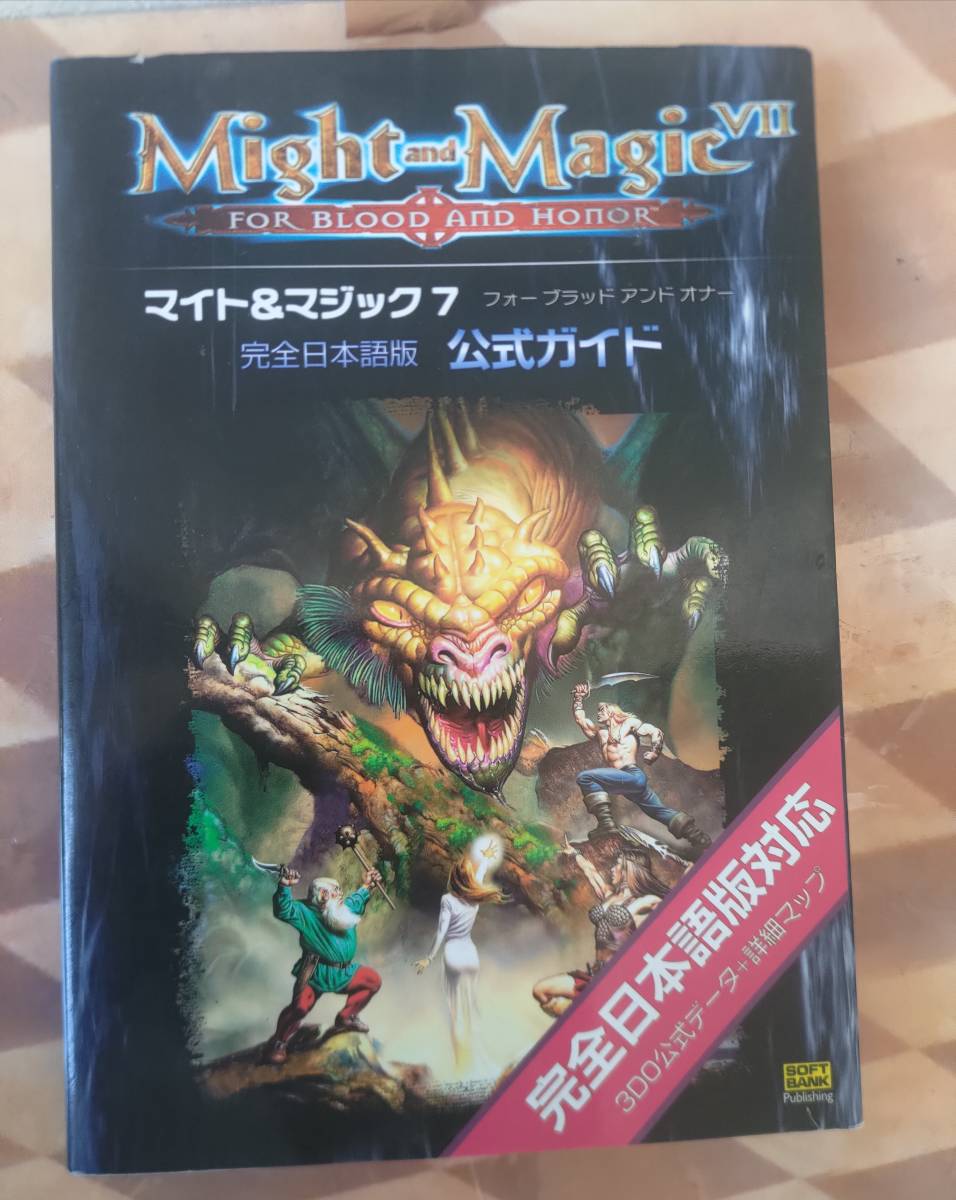 Might and Magic VII
FOR BLOOD AND HONOR™
マイト&マジック7 フォー ブラッド アンド オナー
完全日本語版 公式ガイド
完全日本語版対応
3DO公式データ+詳細マップ
SOFT
BANK
Publishing